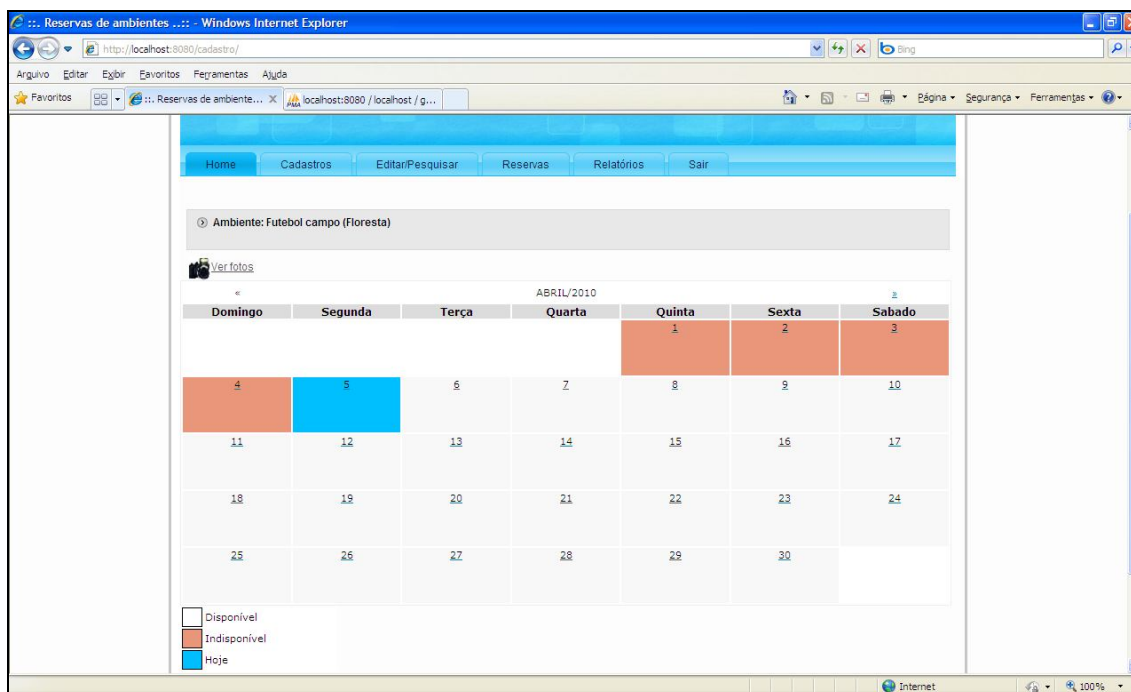 ::. Reservas de ambientes ..:: - Windows Internet Explorer
http://localhost:8080/cadastro/ Bing
Arquivo Editar Exibir Favoritos Ferramentas Ajuda
Favoritos ::. Reservas de ambiente... X localhost:8080 / localhost / g... Página Segurança Ferramentas
Home Cadastros Editar/Pesquisar Reservas Relatórios Sair
Ambiente: Futebol campo (Floresta)
Ver fotos
« ABRIL/2010 »
Domingo Segunda Terça Quarta Quinta Sexta Sabado
1 2 3
4 5 6 7 8 9 10
11 12 13 14 15 16 17
18 19 20 21 22 23 24
25 26 27 28 29 30
Disponível
Indisponível
Hoje
Internet 100%